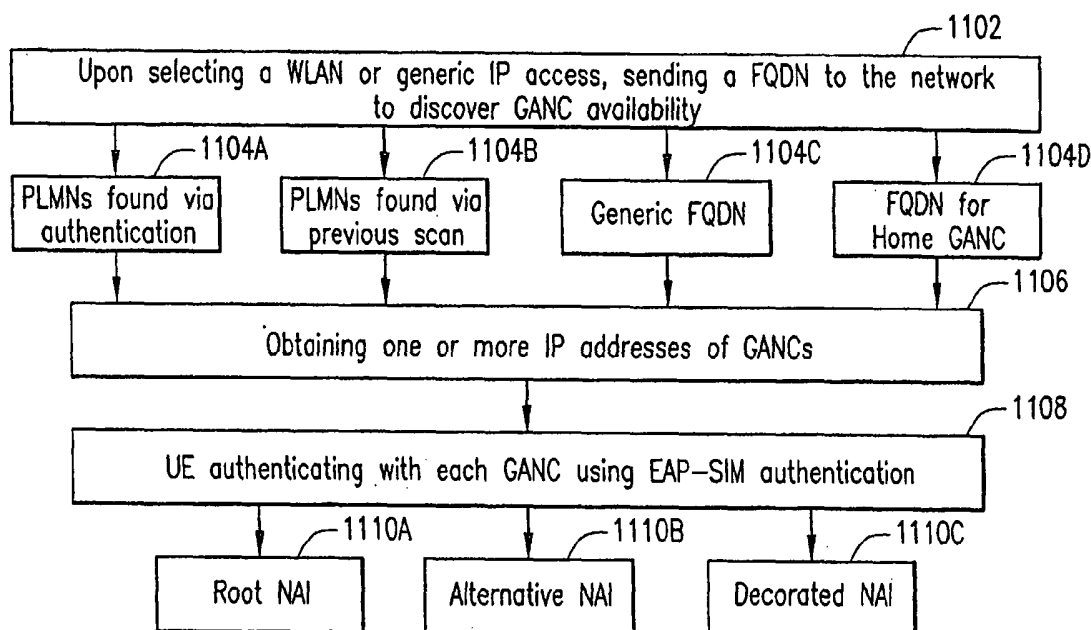 1102
Upon selecting a WLAN or generic IP access, sending a FQDN to the network
to discover GANC availability
1104A
1104B
1104C
1104D
PLMNs found via
authentication
PLMNs found via
previous scan
Generic FQDN
FQDN for
Home GANC
1106
Obtaining one or more IP addresses of GANCs
1108
UE authenticating with each GANC using EAP-SIM authentication
1110A
1110B
1110C
Root NAI
Alternative NAI
Decorated NAI